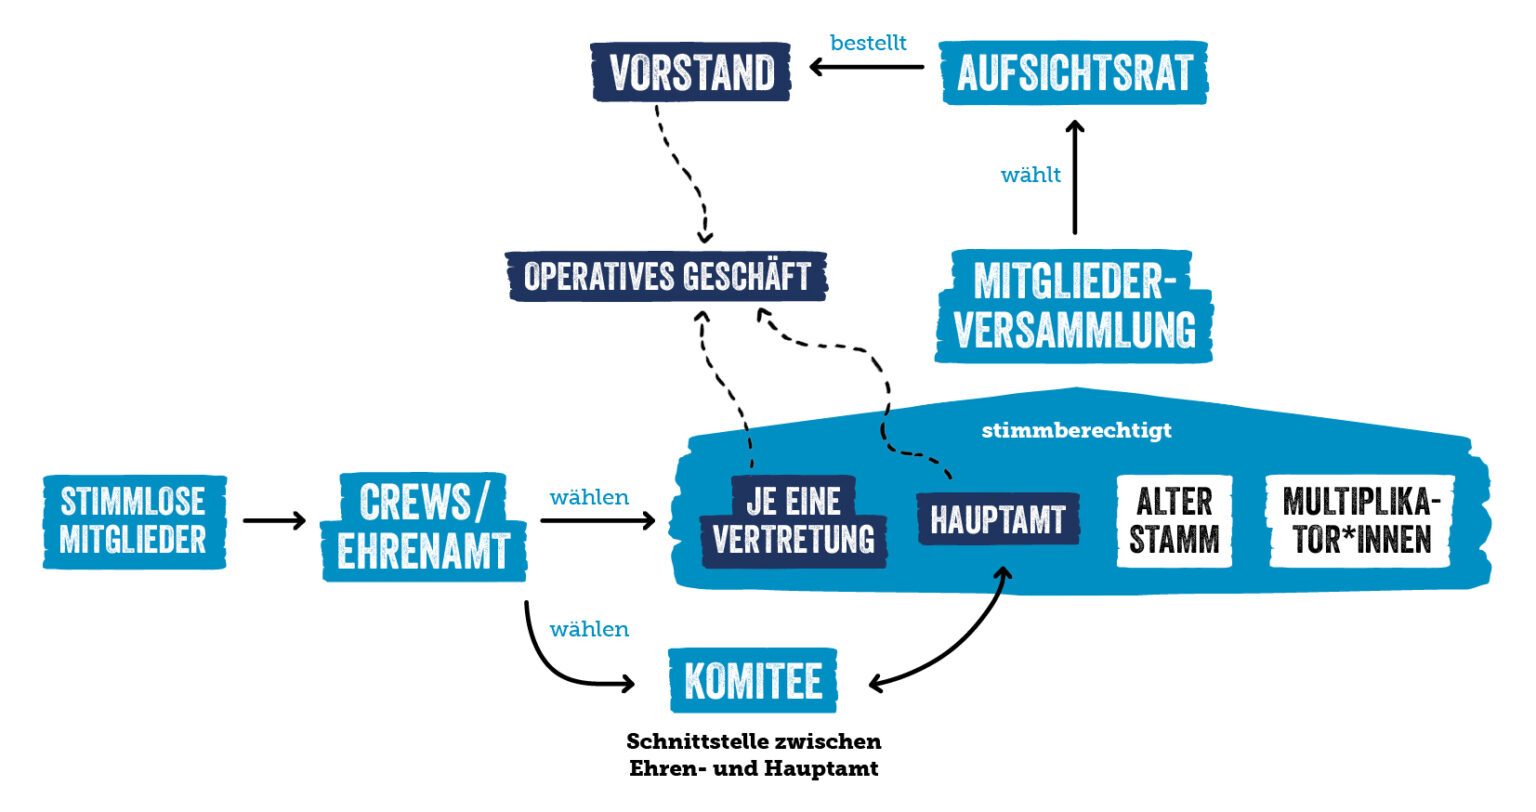 bestellt
VORSTAND
AUFSICHTSRAT
wählt
OPERATIVES GESCHÄFT
MITGLIEDER-
VERSAMMLUNG
stimmberechtigt
STIMMLOSE
MITGLIEDER
CREWS/
EHRENAMT
wählen
JE EINE
VERTRETUNG
HAUPTAMT
ALTER
STAMM
MULTIPLIKA-
TOR*INNEN
wählen
KOMITEE
Schnittstelle zwischen
Ehren- und Hauptamt